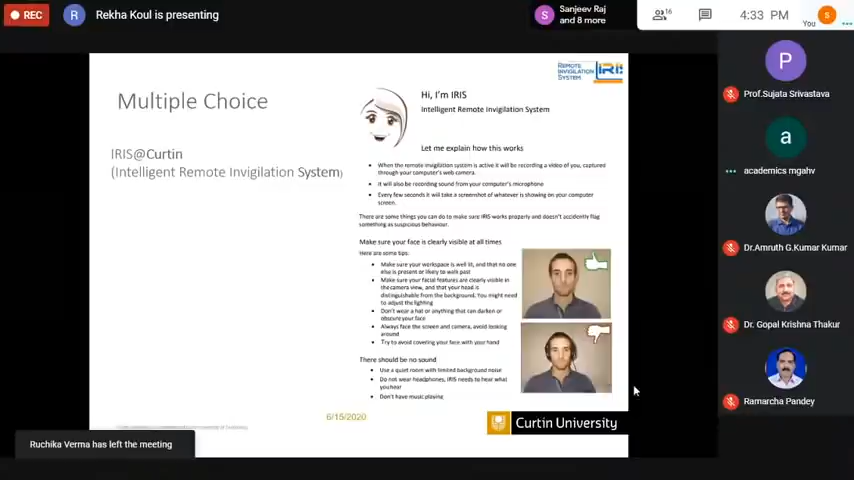 REC
R
Rekha Koul is presenting
S
Sanjeev Raj
and 8 more
16
4:33 PM
S
You
P
Prof.Sujata Srivastava
a
academics mgahv
Dr.Amruth G.Kumar Kumar
Dr. Gopal Krishna Thakur
Ramarcha Pandey
Multiple Choice
IRIS@Curtin
(Intelligent Remote Invigilation System)
REMOTE
INVIGILATION
SYSTEM
IRIS
Hi, I'm IRIS
Intelligent Remote Invigilation System
Let me explain how this works
• When the remote invigilation system is active it will be recording a video of you, captured
through your computer's web camera.
• It will also be recording sound from your computer's microphone
• Every few seconds it will take a screenshot of whatever is showing on your computer
screen.
There are some things you can do to make sure IRIS works properly and doesn't accidently flag
something as suspicious behaviour.
Make sure your face is clearly visible at all times
Here are some tips:
• Make sure your workspace is well lit, and that no one
else is present or likely to walk past
• Make sure your facial features are clearly visible in
the camera view, and that your head is
distinguishable from the background. You might need
to adjust the lighting
• Don't wear a hat or anything that can darken or
obscure your face
• Always face the screen and camera, avoid looking
around
• Try to avoid covering your face with your hand
There should be no sound
• Use a quiet room with limited background noise
• Do not wear headphones, IRIS needs to hear what
you hear
• Don't have music playing
6/15/2020
Curtin University
Ruchika Verma has left the meeting